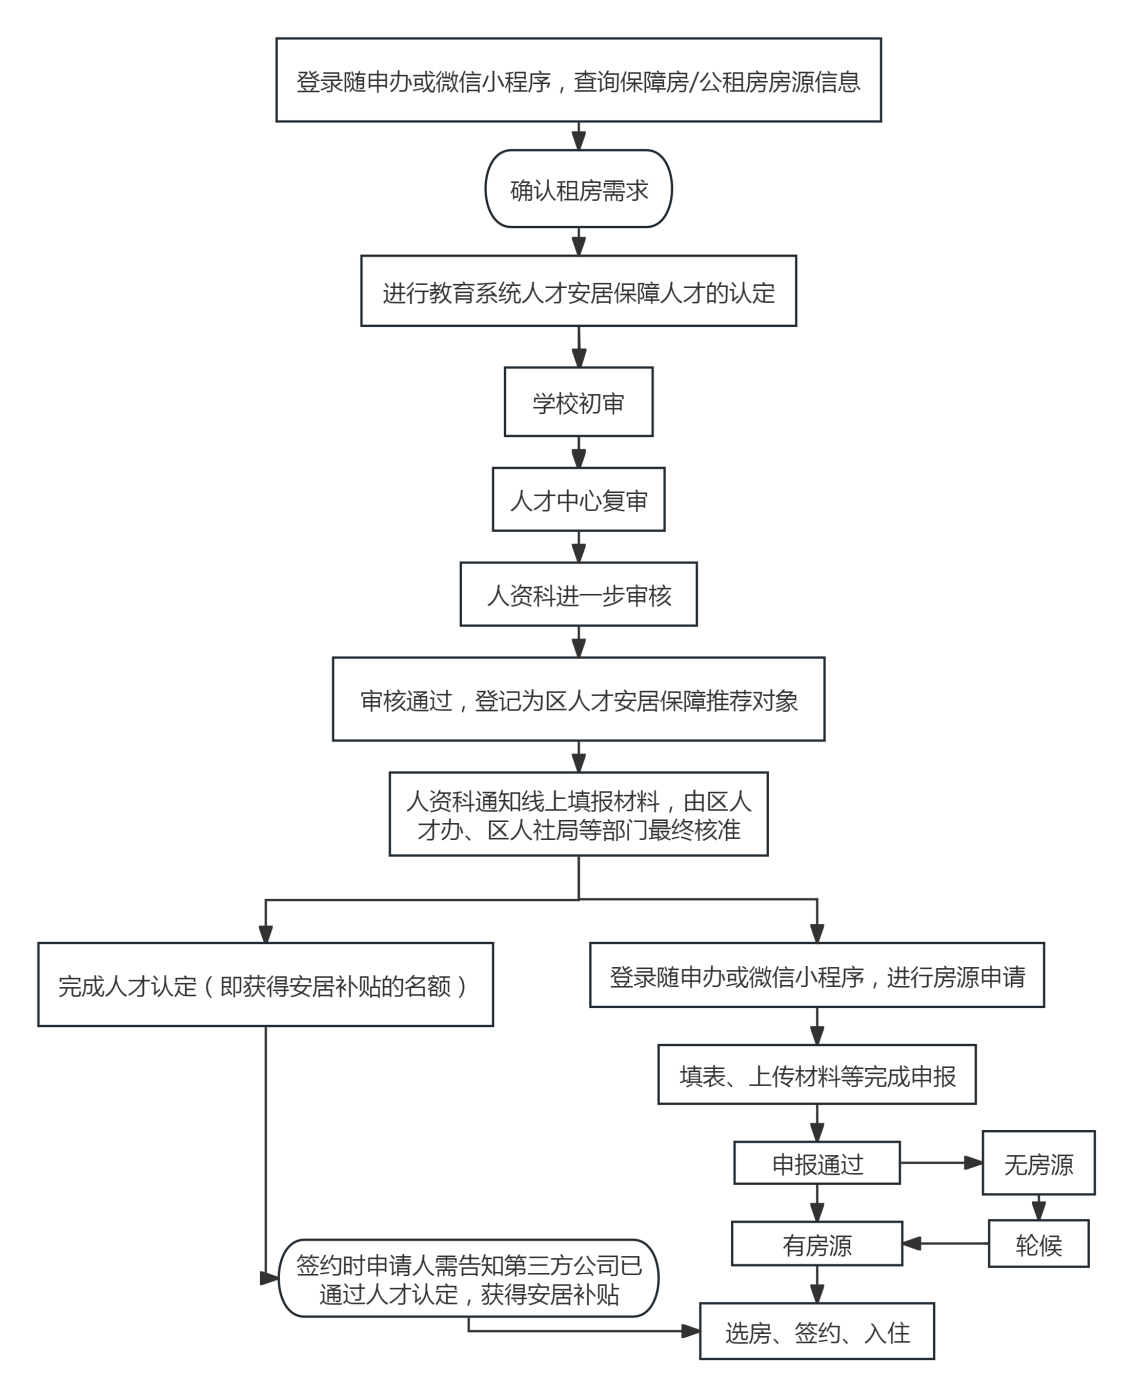 登录随申办或微信小程序，查询保障房/公租房房源信息
确认租房需求
进行教育系统人才安居保障人才的认定
学校初审
人才中心复审
人资科进一步审核
审核通过，登记为区人才安居保障推荐对象
人资科通知线上填报材料，由区人
才办、区人社局等部门最终核准
完成人才认定（即获得安居补贴的名额）
登录随申办或微信小程序，进行房源申请
填表、上传材料等完成申报
申报通过
无房源
有房源
轮候
签约时申请人需告知第三方公司已
通过人才认定，获得安居补贴
选房、签约、入住